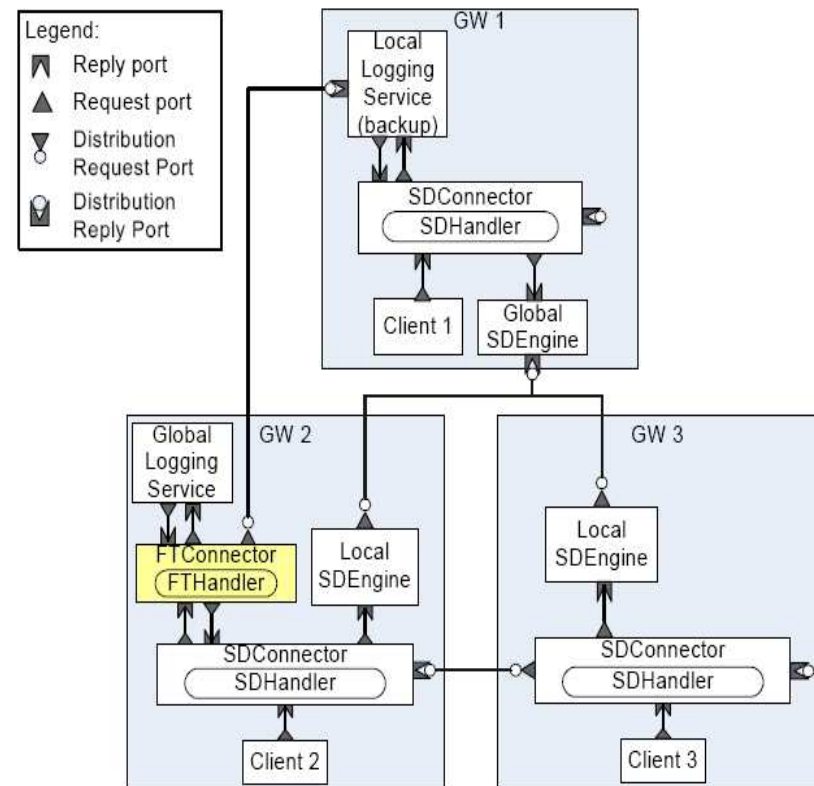 Legend:
Reply port
Request port
Distribution
Request Port
Distribution
Reply Port
GW 1
Local
Logging
Service
(backup)
SDConnector
SDHandler
Client 1
Global
SDEngine
GW 2
Global
Logging
Service
FTConnector
FTHandler
Local
SDEngine
SDConnector
SDHandler
Client 2
GW 3
Local
SDEngine
SDConnector
SDHandler
Client 3